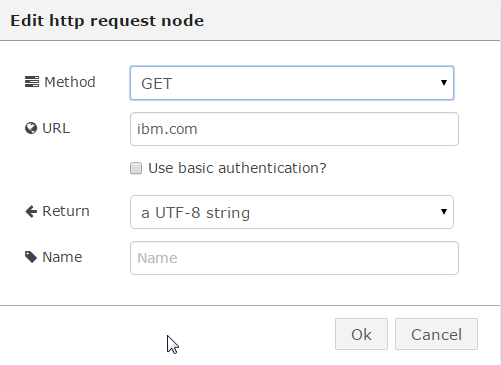 Edit http request node
Method GET
URL ibm.com
Use basic authentication?
Return a UTF-8 string
Name Name
Ok Cancel